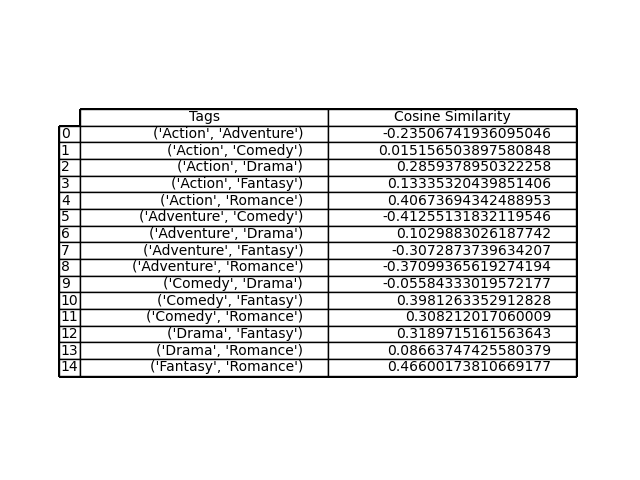 Tags Cosine Similarity
0 ('Action', 'Adventure') -0.23506741936095046
1 ('Action', 'Comedy') 0.015156503897580848
2 ('Action', 'Drama') 0.2859378950322258
3 ('Action', 'Fantasy') 0.13335320439851406
4 ('Action', 'Romance') 0.40673694342488953
5 ('Adventure', 'Comedy') -0.41255131832119546
6 ('Adventure', 'Drama') 0.1029883026187742
7 ('Adventure', 'Fantasy') -0.3072873739634207
8 ('Adventure', 'Romance') -0.37099365619274194
9 ('Comedy', 'Drama') -0.05584333019572177
10 ('Comedy', 'Fantasy') 0.3981263352912828
11 ('Comedy', 'Romance') 0.308212017060009
12 ('Drama', 'Fantasy') 0.3189715161563643
13 ('Drama', 'Romance') 0.08663747425580379
14 ('Fantasy', 'Romance') 0.46600173810669177